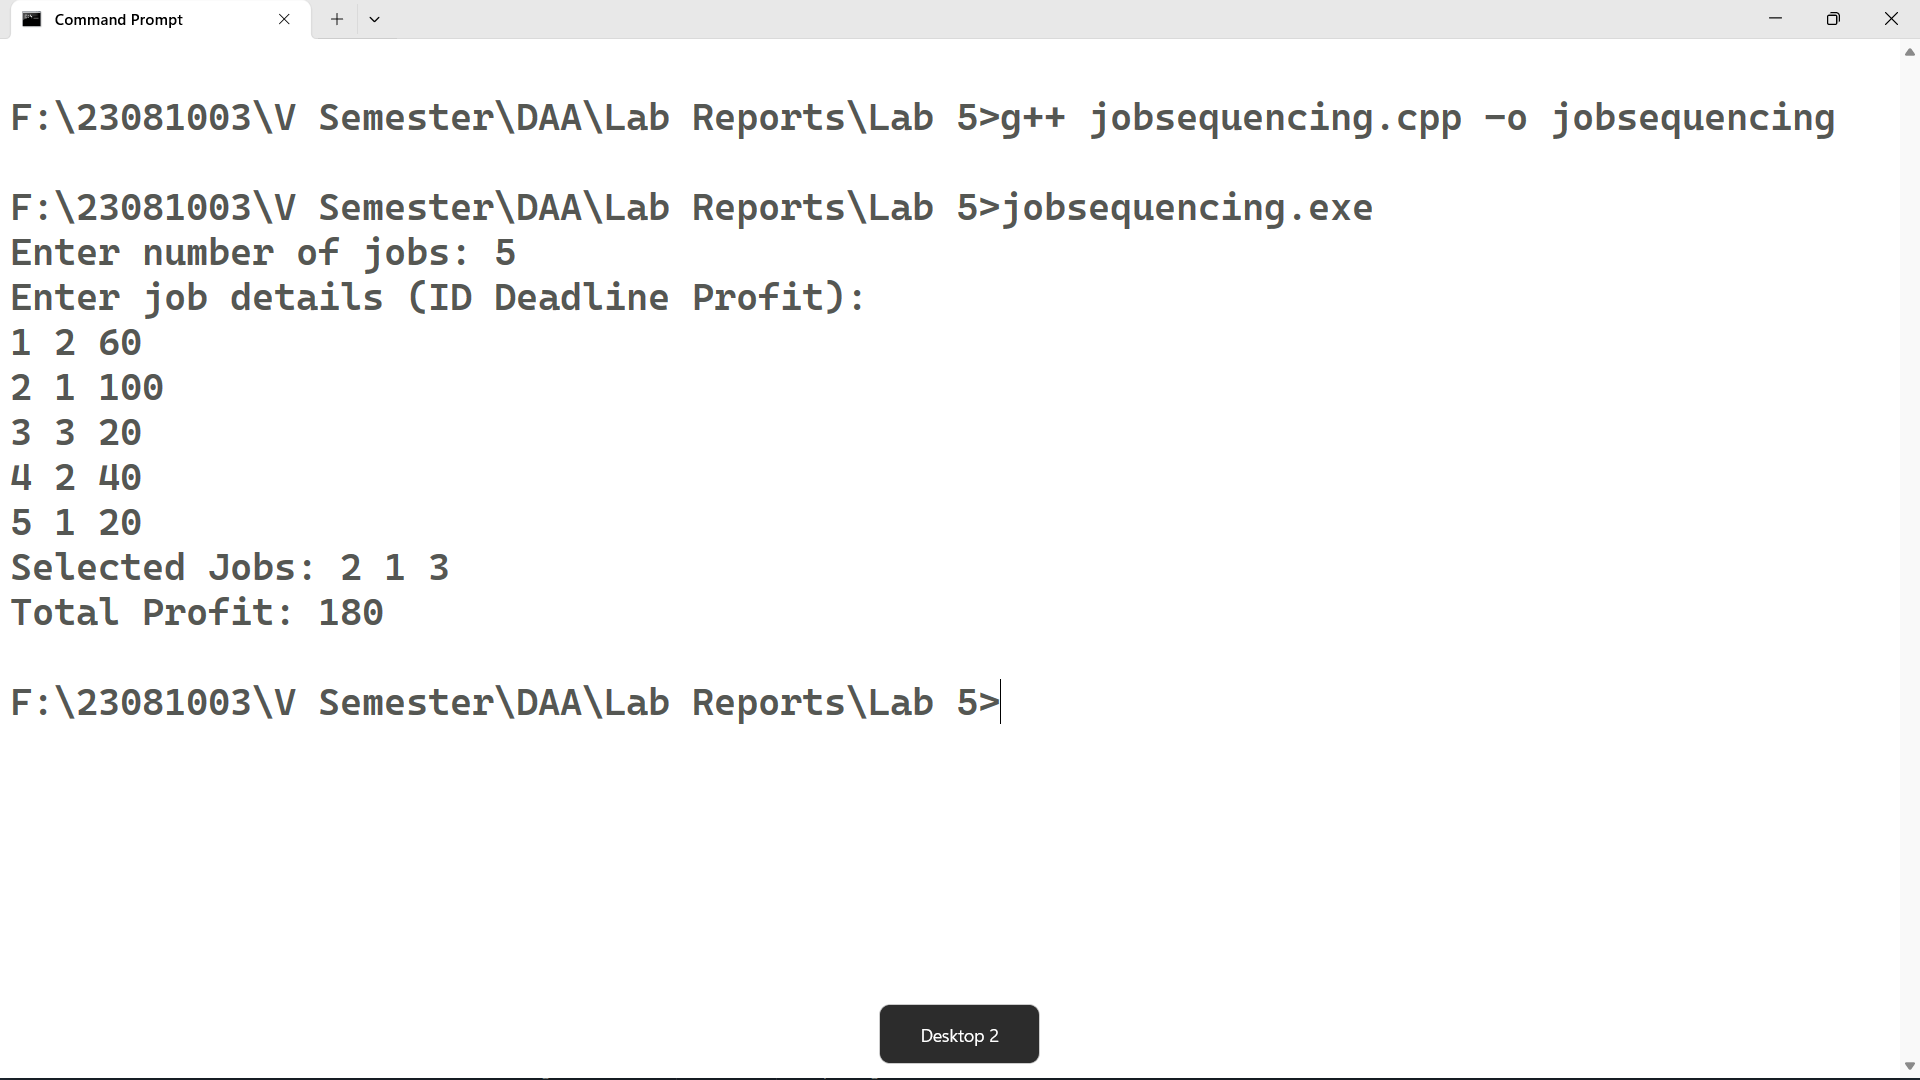 Command Prompt
F:\23081003\V Semester\DAA\Lab Reports\Lab 5>g++ jobsequencing.cpp -o jobsequencing
F:\23081003\V Semester\DAA\Lab Reports\Lab 5>jobsequencing.exe
Enter number of jobs: 5
Enter job details (ID Deadline Profit):
1 2 60
2 1 100
3 3 20
4 2 40
5 1 20
Selected Jobs: 2 1 3
Total Profit: 180
F:\23081003\V Semester\DAA\Lab Reports\Lab 5>
Desktop 2